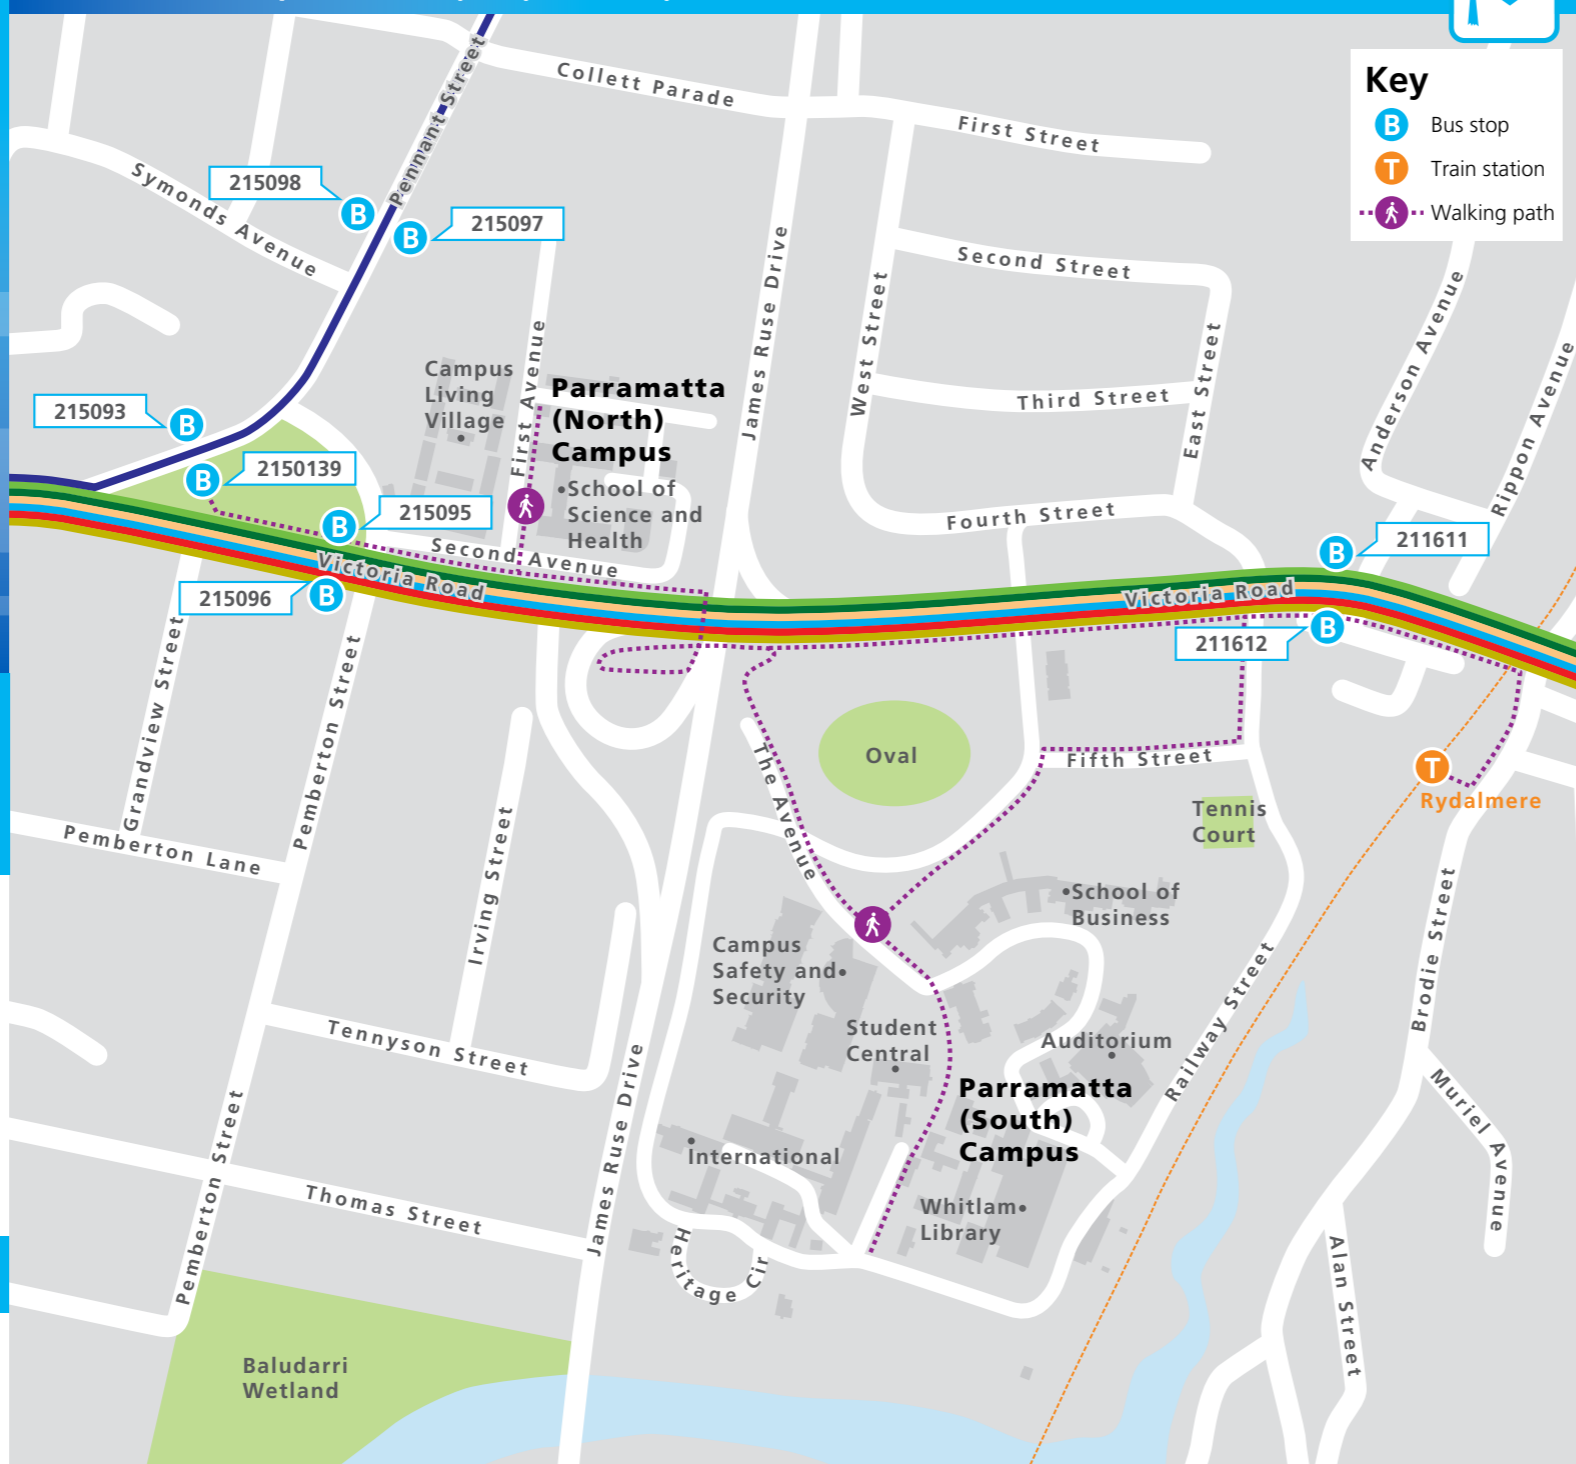 Key
Bus stop
Train station
Walking path
B
T
Pennant Street
Collett Parade
First Street
Symonds Avenue
215098
B
B
215097
James Ruse Drive
West Street
Second Street
East Street
Third Street
Anderson Avenue
Rippon Avenue
First Avenue
Campus
Living
Village
Parramatta
(North)
Campus
School of
Science and
Health
215093
B
2150139
B
215095
B
Second Avenue
Victoria Road
215096
B
Fourth Street
Victoria Road
211611
B
211612
B
Grandview Street
Pemberton Street
Pemberton Lane
Irving Street
The Avenue
Oval
Fifth Street
Tennis
Court
T
Rydalmere
School of
Business
Campus
Safety and
Security
Student
Central
Auditorium
Parramatta
(South)
Campus
Railway Street
Brodie Street
Muriel Avenue
Tennyson Street
James Ruse Drive
Pemberton Street
International
Thomas Street
Whitlam
Library
Heritage Cir
Alan Street
Baludarri
Wetland